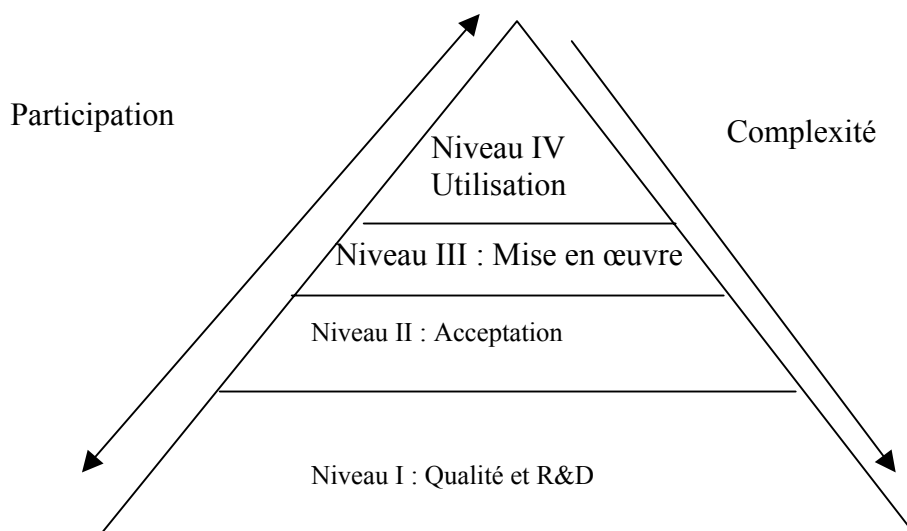 Participation
Complexité
Niveau IV
Utilisation
Niveau III : Mise en œuvre
Niveau II : Acceptation
Niveau I : Qualité et R&D